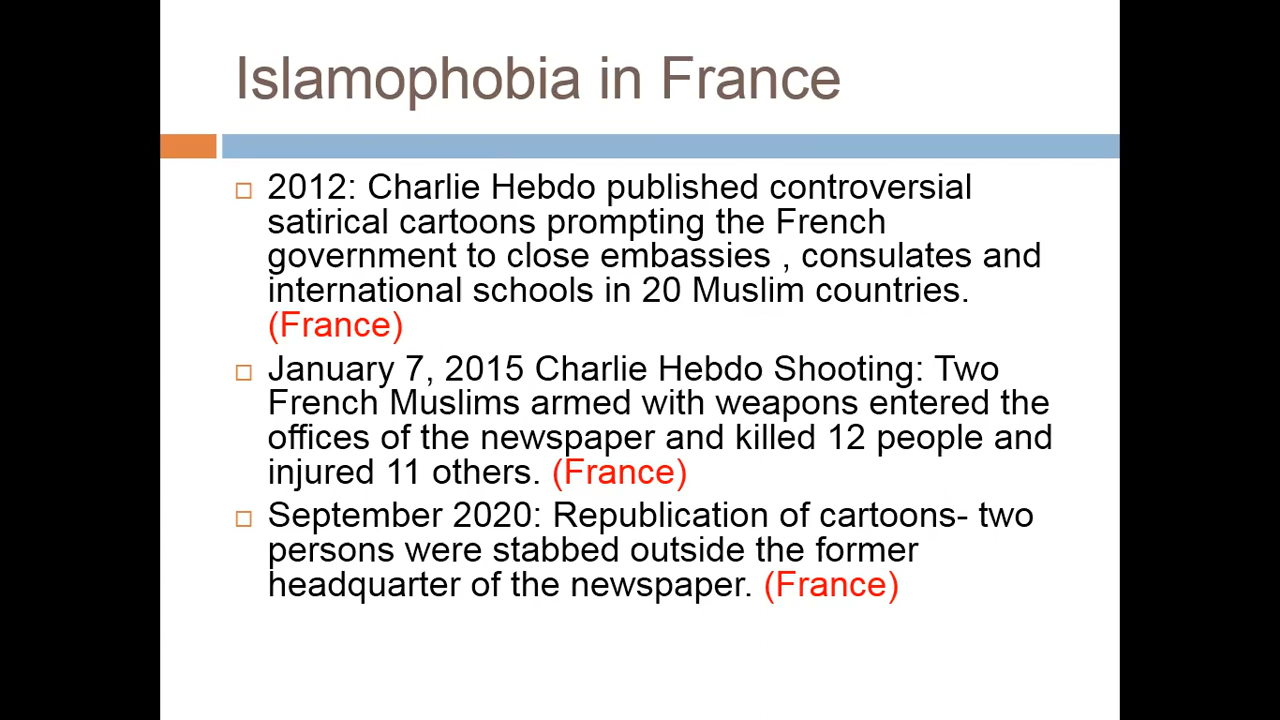 Islamophobia in France
2012: Charlie Hebdo published controversial
satirical cartoons prompting the French
government to close embassies , consulates and
international schools in 20 Muslim countries.
(France)
January 7, 2015 Charlie Hebdo Shooting: Two
French Muslims armed with weapons entered the
offices of the newspaper and killed 12 people and
injured 11 others. (France)
September 2020: Republication of cartoons- two
persons were stabbed outside the former
headquarter of the newspaper. (France)